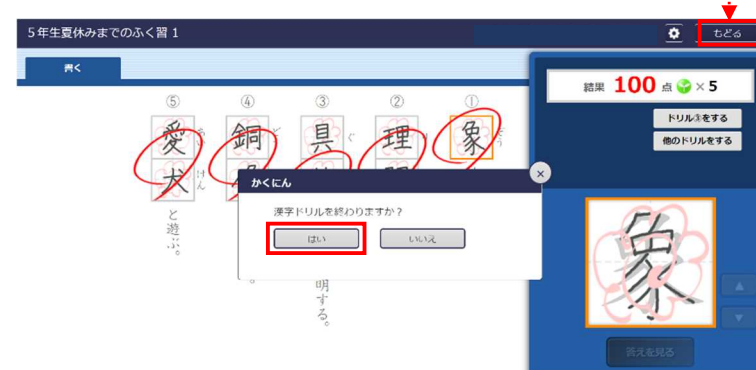 5年生夏休みまでのふく習 1
もどる
書く
結果 100 点 × 5
ドリル②をする
他のドリルをする
①
象
②
理
③
具
ぐ
明する。
④
銅
⑤
愛犬
けん
と遊ぶ。
かくにん
漢字ドリルを終わりますか？
はい
いいえ
象
答えを見る